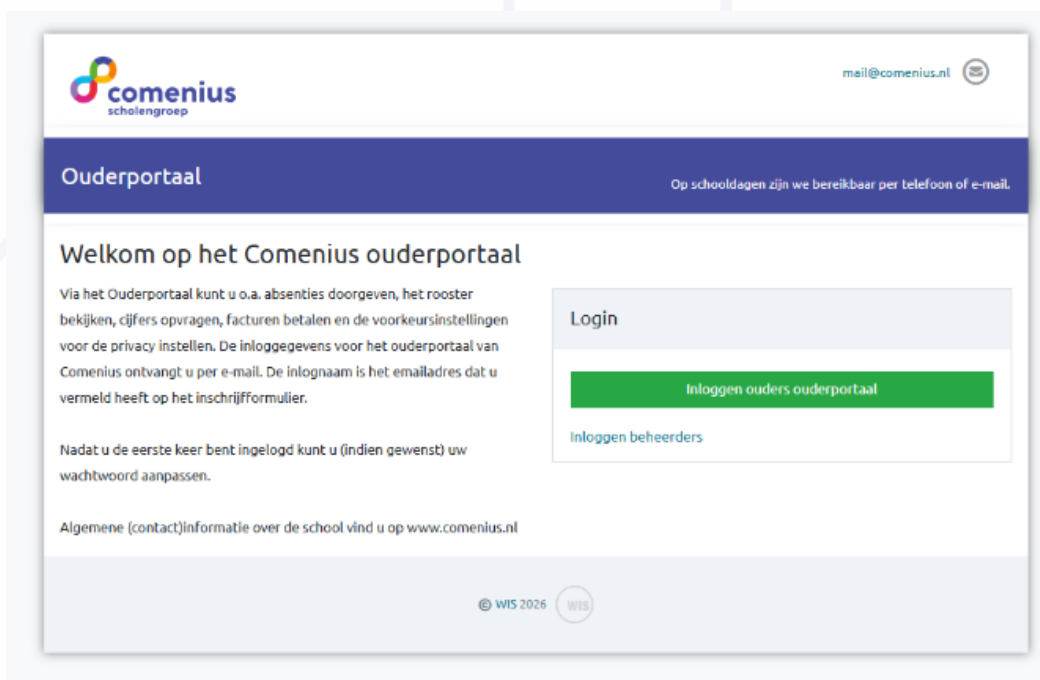 comenius
scholengroep
mail@comenius.nl
Ouderportaal
Op schooldagen zijn we bereikbaar per telefoon of e-mail.
Welkom op het Comenius ouderportaal
Via het Ouderportaal kunt u o.a. absenties doorgeven, het rooster
bekijken, cijfers opvragen, facturen betalen en de voorkeursinstellingen
voor de privacy instellen. De inloggegevens voor het ouderportaal van
Comenius ontvangt u per e-mail. De inlognaam is het emailadres dat u
vermeld heeft op het inschrijfformulier.
Nadat u de eerste keer bent ingelogd kunt u (indien gewenst) uw
wachtwoord aanpassen.
Algemene (contact)informatie over de school vind u op www.comenius.nl
Login
Inloggen ouders ouderportaal
Inloggen beheerders
© WIS 2026 WIS